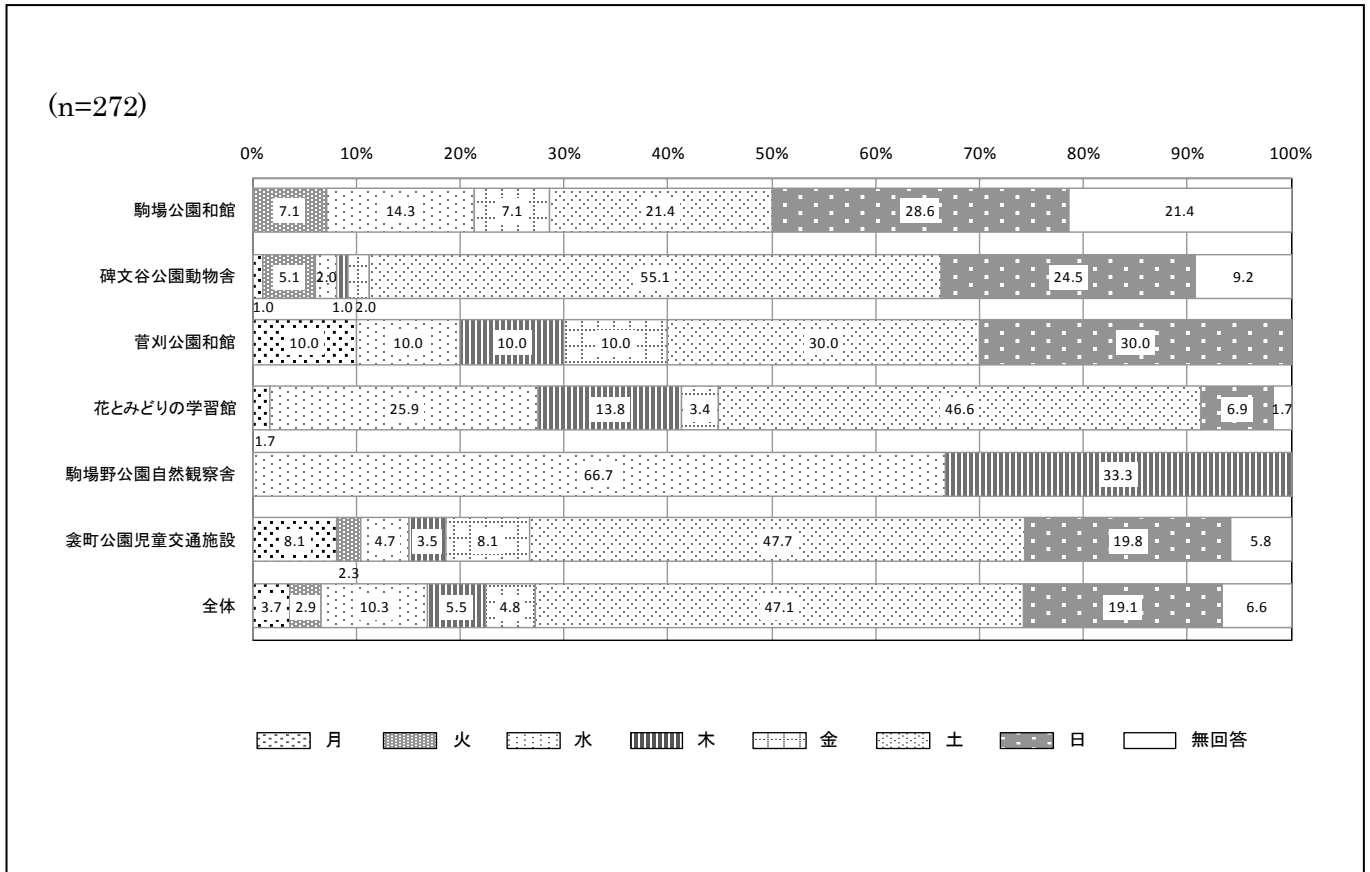 (n=272)
0% 10% 20% 30% 40% 50% 60% 70% 80% 90% 100%
駒場公園和館 7.1 14.3 7.1 21.4 28.6 21.4
碑文谷公園動物舎 5.1 2.0 55.1 24.5 9.2
1.0 1.0 2.0
菅刈公園和館 10.0 10.0 10.0 10.0 30.0 30.0
花とみどりの学習館 25.9 13.8 3.4 46.6 6.9 1.7
1.7
駒場野公園自然観察舎 66.7 33.3
衾町公園児童交通施設 8.1 4.7 3.5 8.1 47.7 19.8 5.8
2.3
全体 3.7 2.9 10.3 5.5 4.8 47.1 19.1 6.6
月 火 水 木 金 土 日 無回答